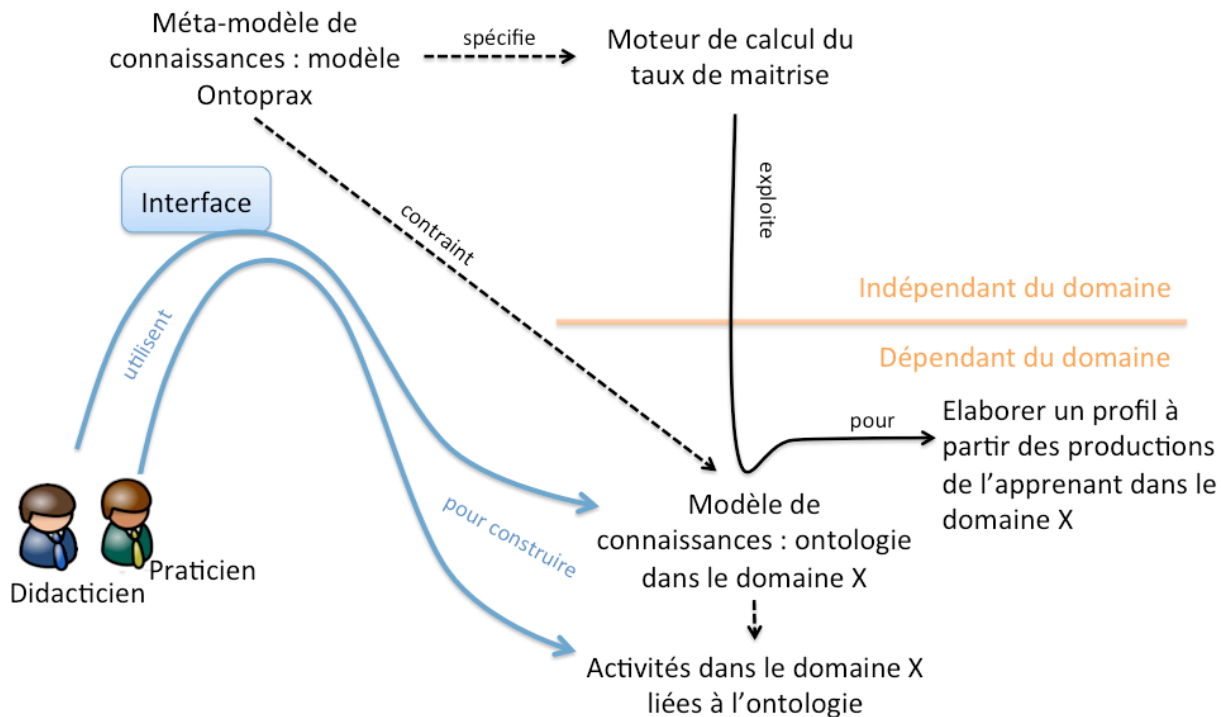 Méta-modèle de
connaissances : modèle
Ontoprax
spécifie
Moteur de calcul du
taux de maitrise
Interface
contraint
exploite
utilisent
Indépendant du domaine
Dépendant du domaine
pour
Elaborer un profil à
partir des productions
de l'apprenant dans le
domaine X
Didacticien
Praticien
pour construire
Modèle de
connaissances : ontologie
dans le domaine X
Activités dans le domaine X
liées à l'ontologie